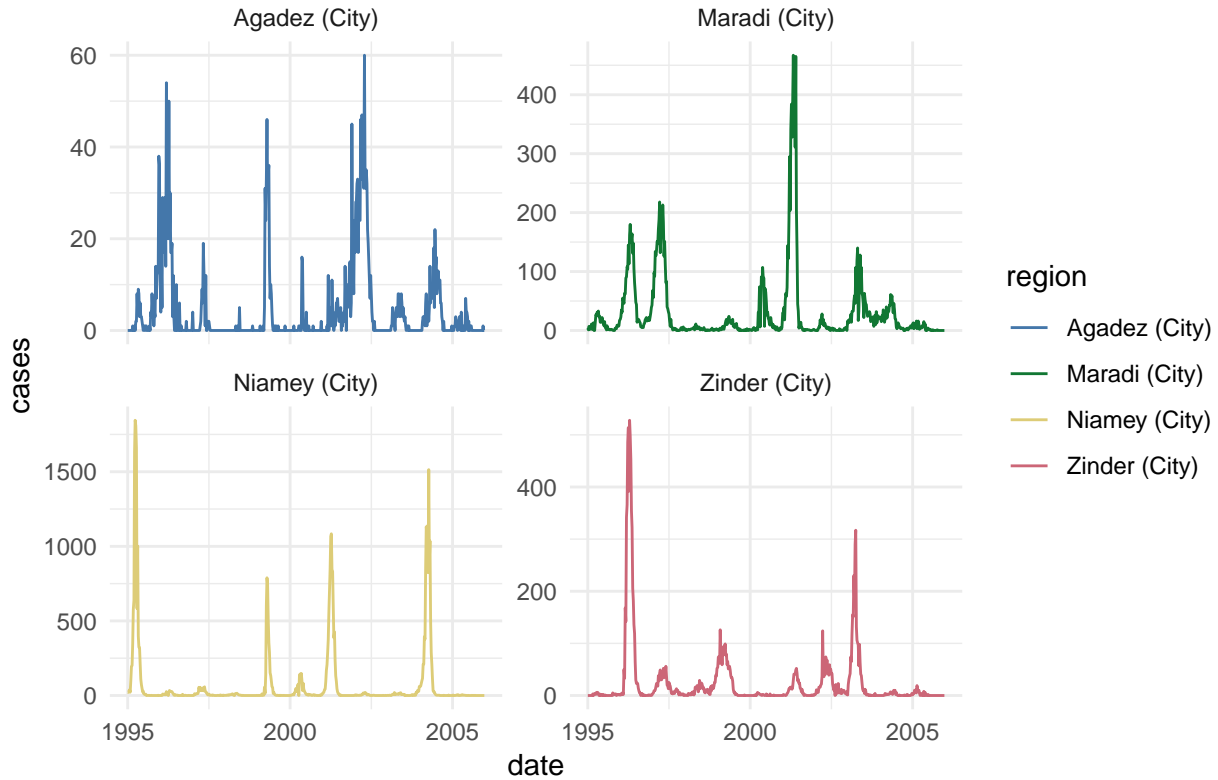 Agadez (City)
Maradi (City)
60
40
20
0
400
300
200
100
0
Niamey (City)
Zinder (City)
1500
1000
500
0
400
200
0
1995
2000
2005
1995
2000
2005
date
cases
region
Agadez (City)
Maradi (City)
Niamey (City)
Zinder (City)